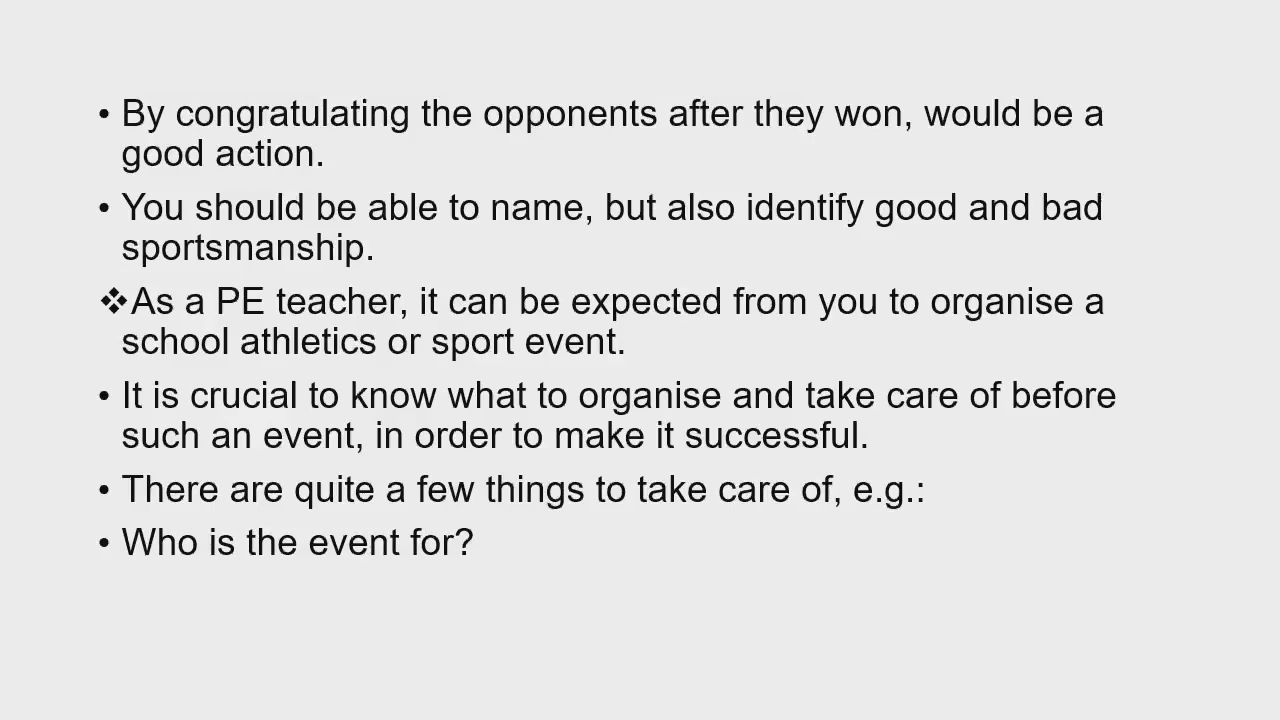 • By congratulating the opponents after they won, would be a
good action.
• You should be able to name, but also identify good and bad
sportsmanship.
❖As a PE teacher, it can be expected from you to organise a
school athletics or sport event.
• It is crucial to know what to organise and take care of before
such an event, in order to make it successful.
• There are quite a few things to take care of, e.g.:
• Who is the event for?